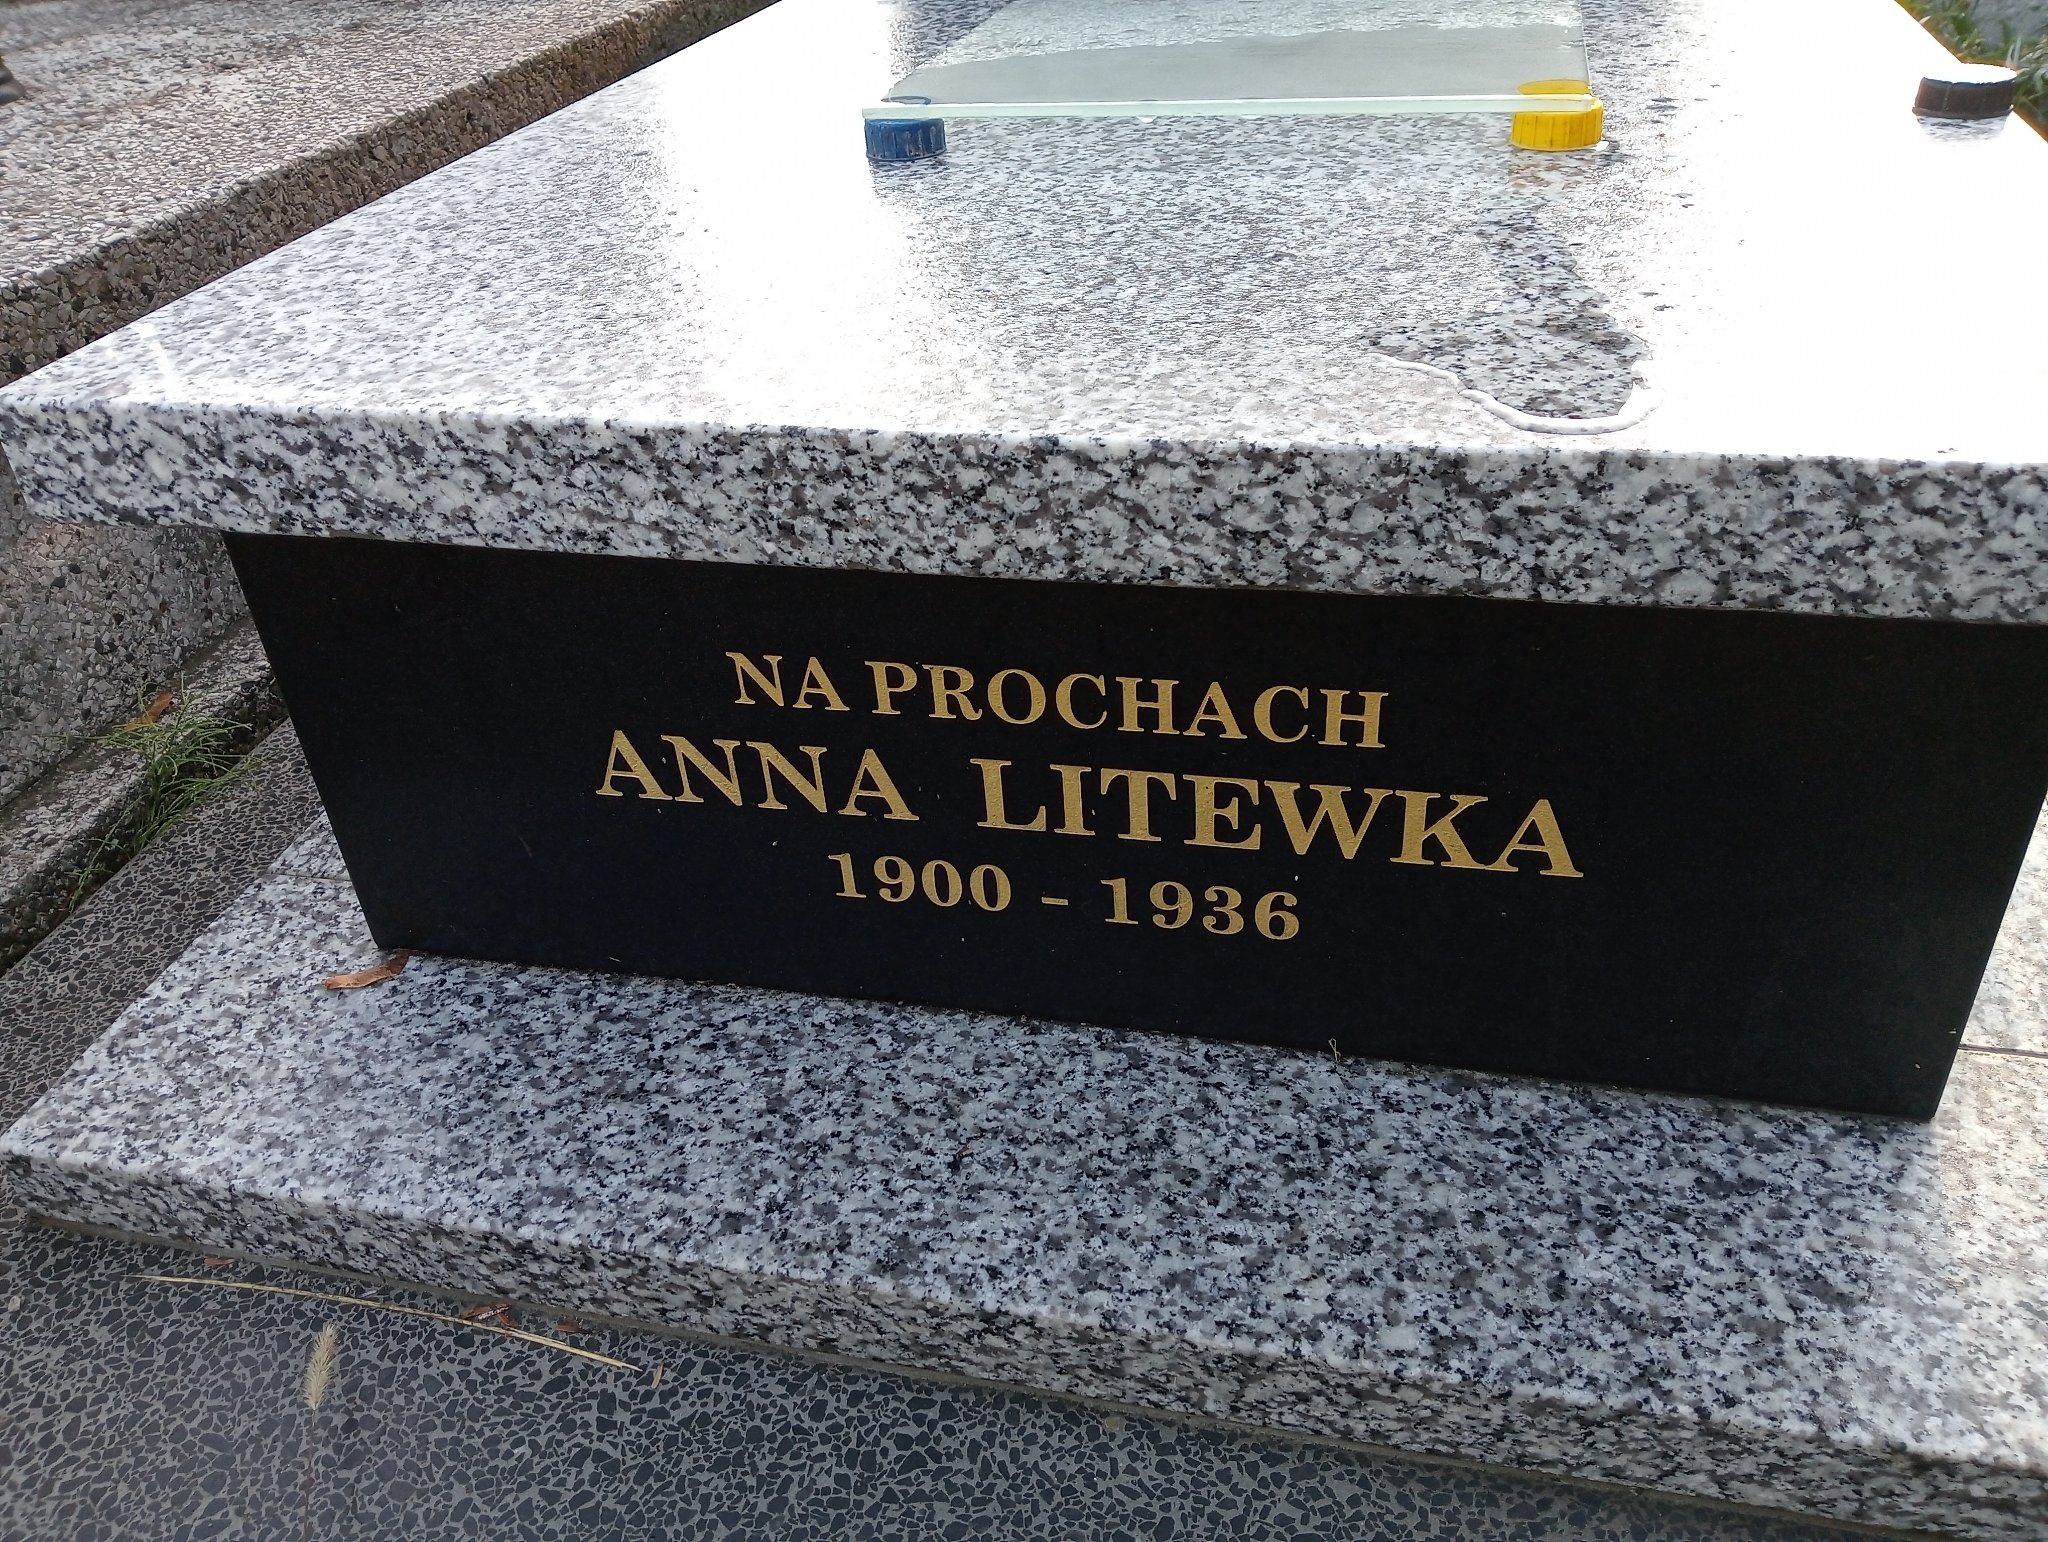 NA PROCHACH
ANNA LITEWKA
1900 - 1936